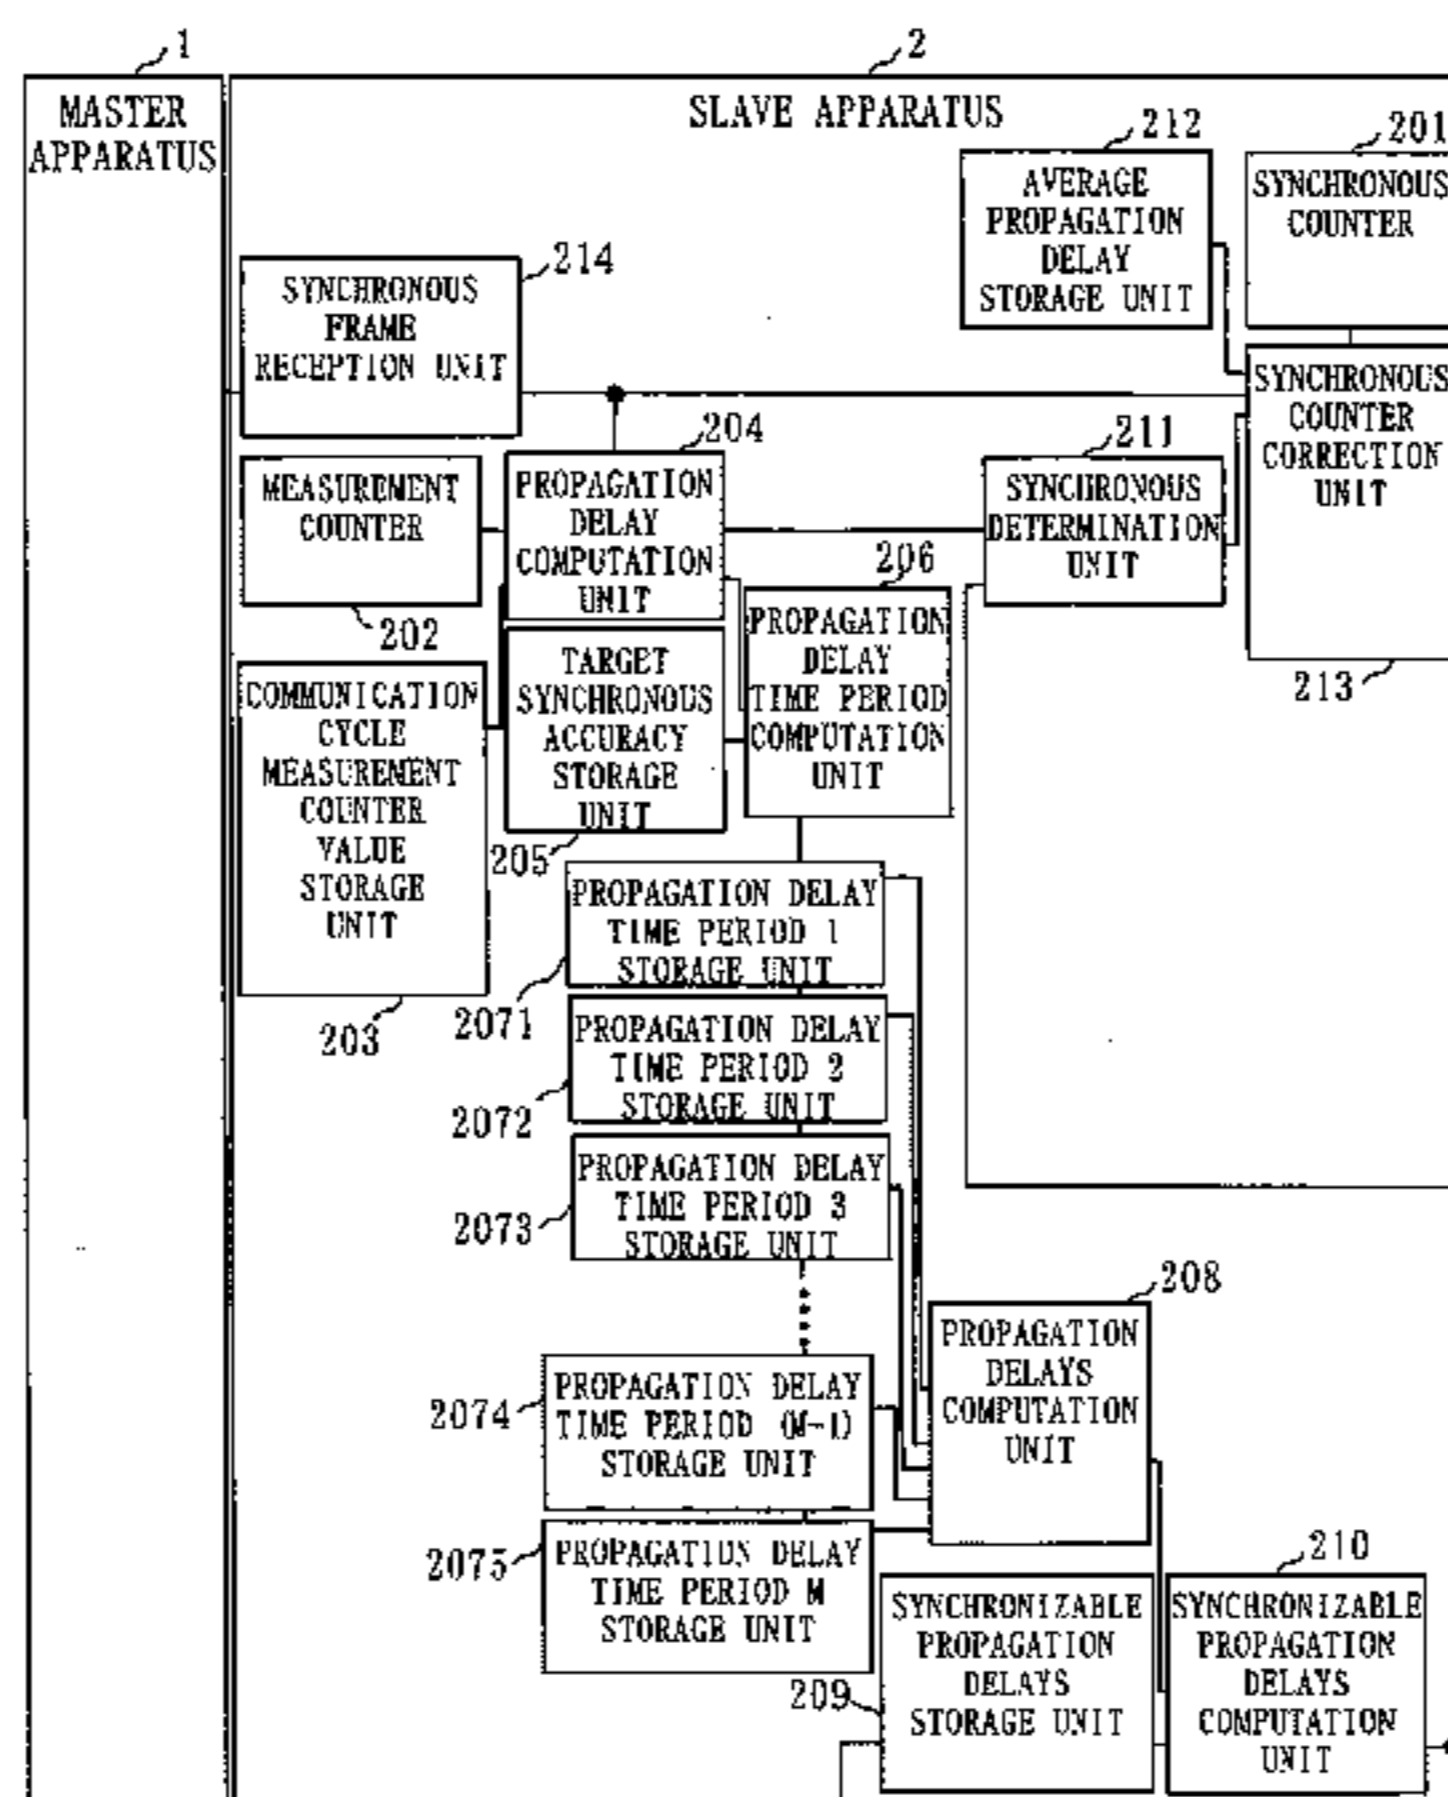 1
2
MASTER
APPARATUS
SLAVE APPARATUS
212
201
AVERAGE
PROPAGATION
DELAY
STORAGE UNIT
SYNCHRONOUS
COUNTER
214
SYNCHRONOUS
FRAME
RECEPTION UNIT
SYNCHRONOUS
COUNTER
CORRECTION
UNIT
213
204
211
MEASUREMENT
COUNTER
202
PROPAGATION
DELAY
COMPUTATION
UNIT
SYNCHRONOUS
DETERMINATION
UNIT
206
PROPAGATION
DELAY
TIME PERIOD
COMPUTATION
UNIT
TARGET
SYNCHRONOUS
ACCURACY
STORAGE
UNIT
205
COMMUNICATION
CYCLE
MEASUREMENT
COUNTER
VALUE
STORAGE
UNIT
203
PROPAGATION DELAY
TIME PERIOD 1
STORAGE UNIT
2071
PROPAGATION DELAY
TIME PERIOD 2
STORAGE UNIT
2072
PROPAGATION DELAY
TIME PERIOD 3
STORAGE UNIT
2073
208
PROPAGATION
DELAYS
COMPUTATION
UNIT
PROPAGATION DELAY
TIME PERIOD (M-1)
STORAGE UNIT
2074
PROPAGATION DELAY
TIME PERIOD M
STORAGE UNIT
2075
210
SYNCHRONIZABLE
PROPAGATION
DELAYS
STORAGE UNIT
209
SYNCHRONIZABLE
PROPAGATION
DELAYS
COMPUTATION
UNIT